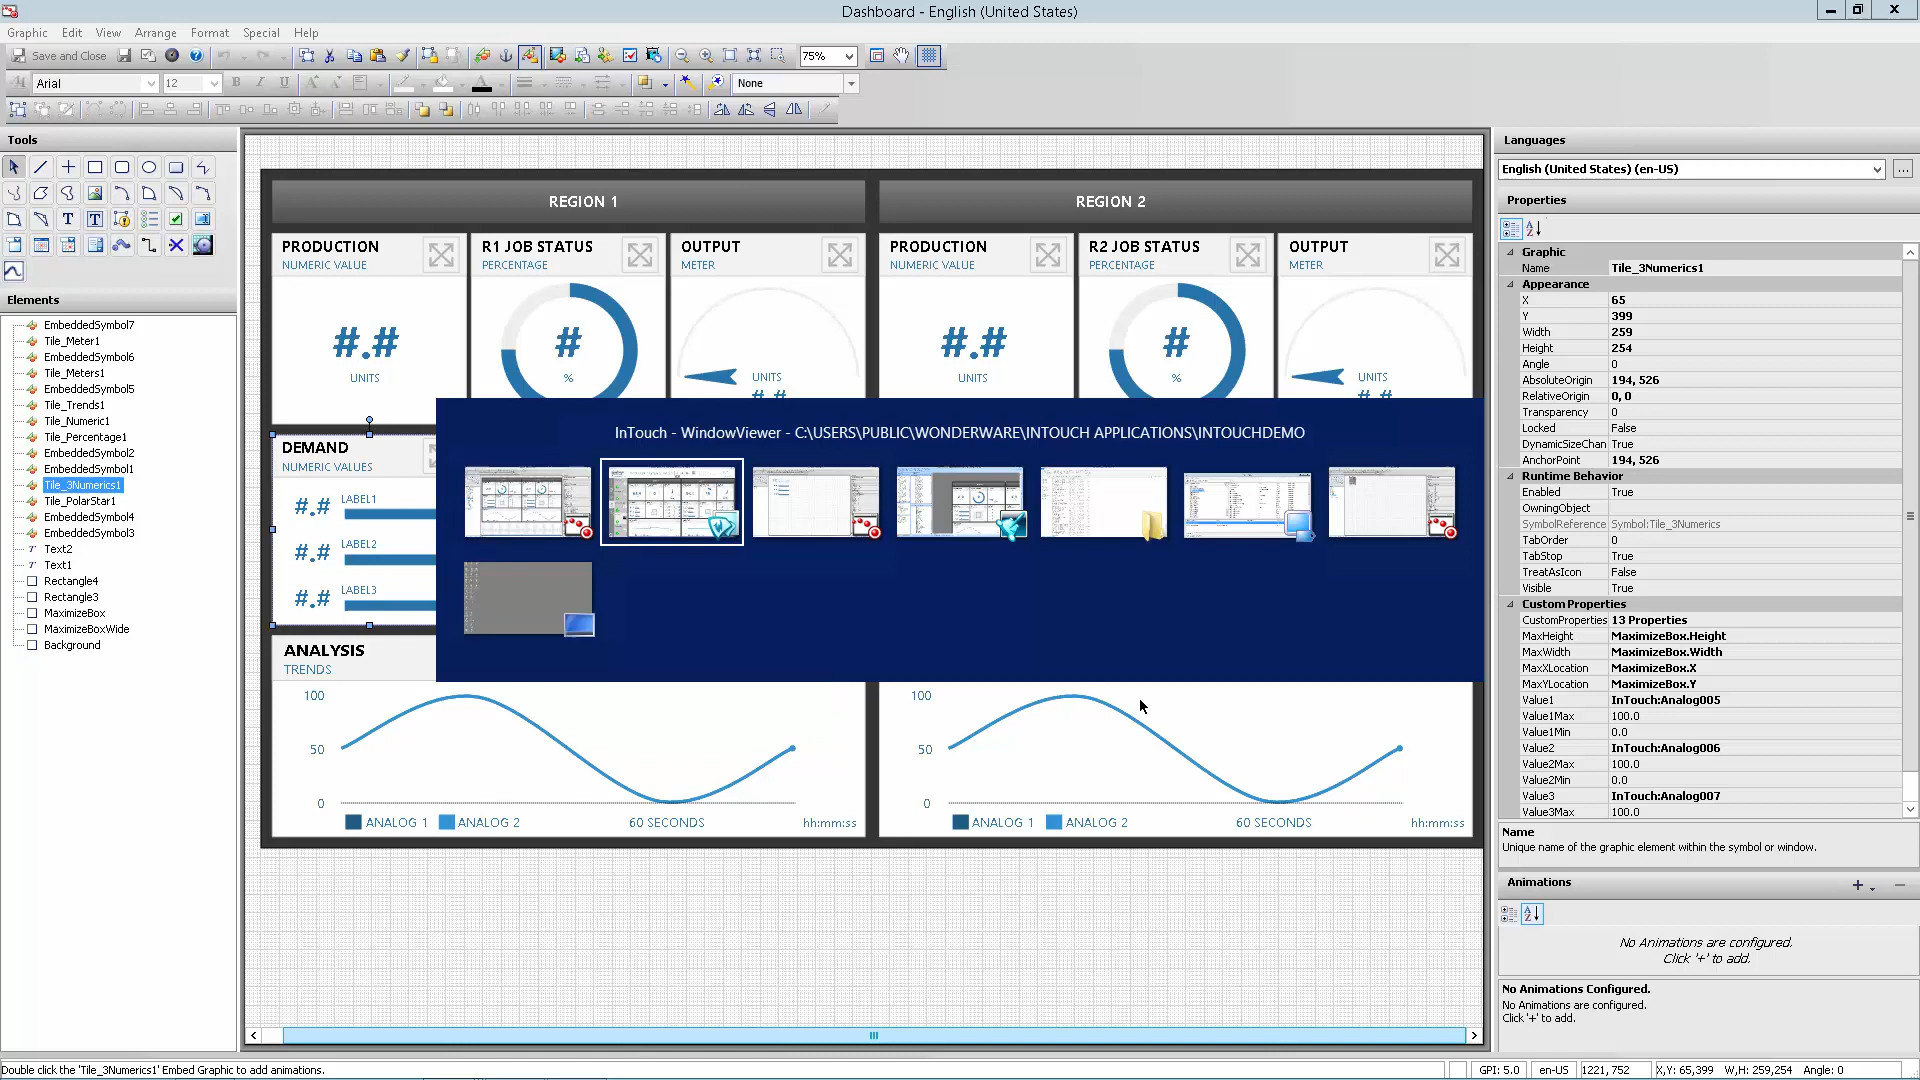 Dashboard - English (United States)
Graphic Edit View Arrange Format Special Help
Save and Close
75%
Arial
12
B I U
None
Tools
Elements
EmbeddedSymbol7
Tile_Meter1
EmbeddedSymbol6
Tile_Meters1
EmbeddedSymbol5
Tile_Trends1
Tile_Numeric1
Tile_Percentage1
EmbeddedSymbol2
EmbeddedSymbol1
Tile_3Numerics1
Tile_PolarStar1
EmbeddedSymbol4
EmbeddedSymbol3
Text2
Text1
Rectangle4
Rectangle3
MaximizeBox
MaximizeBoxWide
Background
REGION 1
REGION 2
PRODUCTION
NUMERIC VALUE
#.#
UNITS
R1 JOB STATUS
PERCENTAGE
#
%
OUTPUT
METER
UNITS
#.#
PRODUCTION
NUMERIC VALUE
#.#
UNITS
R2 JOB STATUS
PERCENTAGE
#
%
OUTPUT
METER
UNITS
#.#
InTouch - WindowViewer - C:\USERS\PUBLIC\WONDERWARE\INTOUCH APPLICATIONS\INTOUCHDEMO
DEMAND
NUMERIC VALUES
#.# LABEL1
#.# LABEL2
#.# LABEL3
ANALYSIS
TRENDS
100
50
0
ANALOG 1 ANALOG 2 60 SECONDS hh:mm:ss
100
50
0
ANALOG 1 ANALOG 2 60 SECONDS hh:mm:ss
Languages
English (United States) (en-US)
Properties
Graphic
Name Tile_3Numerics1
Appearance
X 65
Y 399
Width 259
Height 254
Angle 0
AbsoluteOrigin 194, 526
RelativeOrigin 0, 0
Transparency 0
Locked False
DynamicSizeChan True
AnchorPoint 194, 526
Runtime Behavior
Enabled True
OwningObject
SymbolReference Symbol:Tile_3Numerics
TabOrder 0
TabStop True
TreatAsIcon False
Visible True
Custom Properties
CustomProperties 13 Properties
MaxHeight MaximizeBox.Height
MaxWidth MaximizeBox.Width
MaxXLocation MaximizeBox.X
MaxYLocation MaximizeBox.Y
Value1 InTouch:Analog005
Value1Max 100.0
Value1Min 0.0
Value2 InTouch:Analog006
Value2Max 100.0
Value2Min 0.0
Value3 InTouch:Analog007
Value3Max 100.0
Name
Unique name of the graphic element within the symbol or window.
Animations
No Animations are configured.
Click '+' to add.
No Animations Configured.
No Animations are configured.
Click '+' to add.
Double click the 'Tile_3Numerics1' Embed Graphic to add animations.
GPI: 5.0 en-US 1221, 752 X,Y: 65,399 W,H: 259,254 Angle: 0